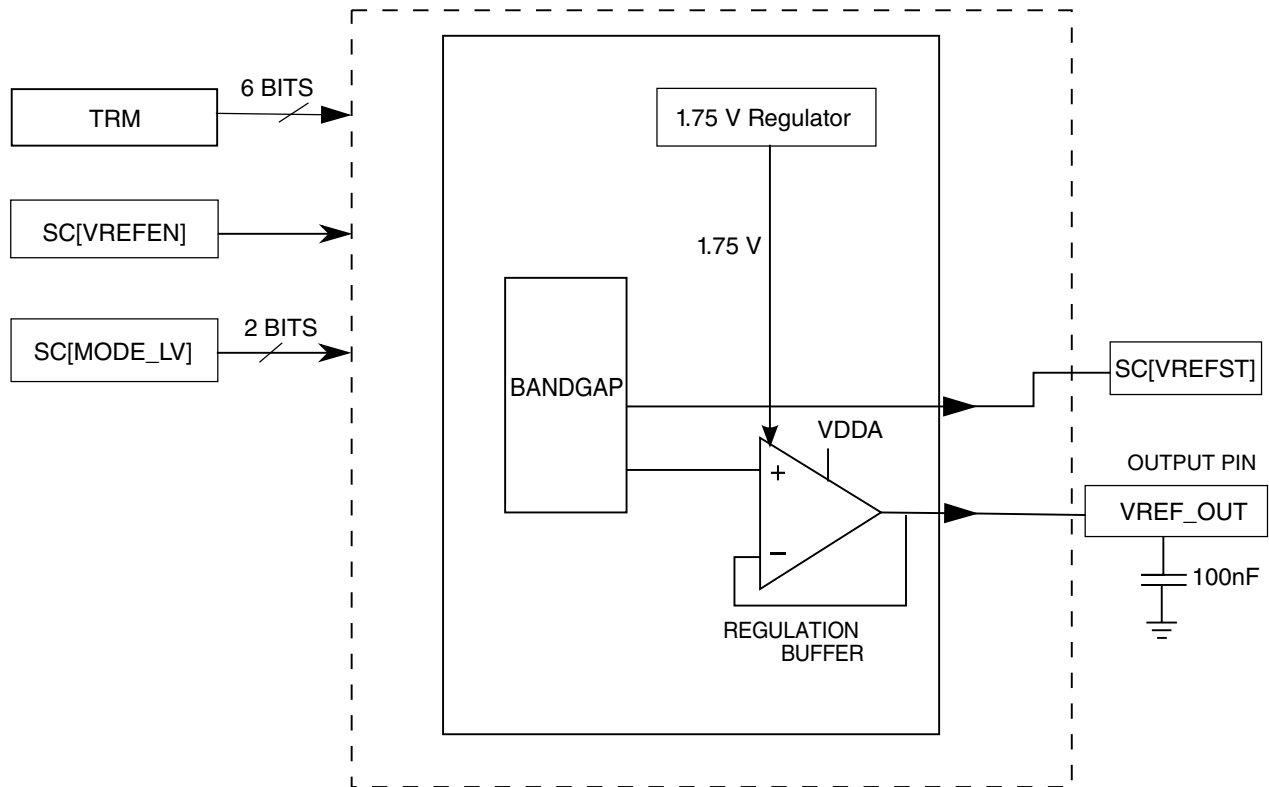 6 BITS
TRM
1.75 V Regulator
SC[VREFEN]
1.75 V
2 BITS
SC[MODE_LV]
SC[VREFST]
BANDGAP
VDDA
OUTPUT PIN
+
VREF_OUT
−
100nF
REGULATION
BUFFER